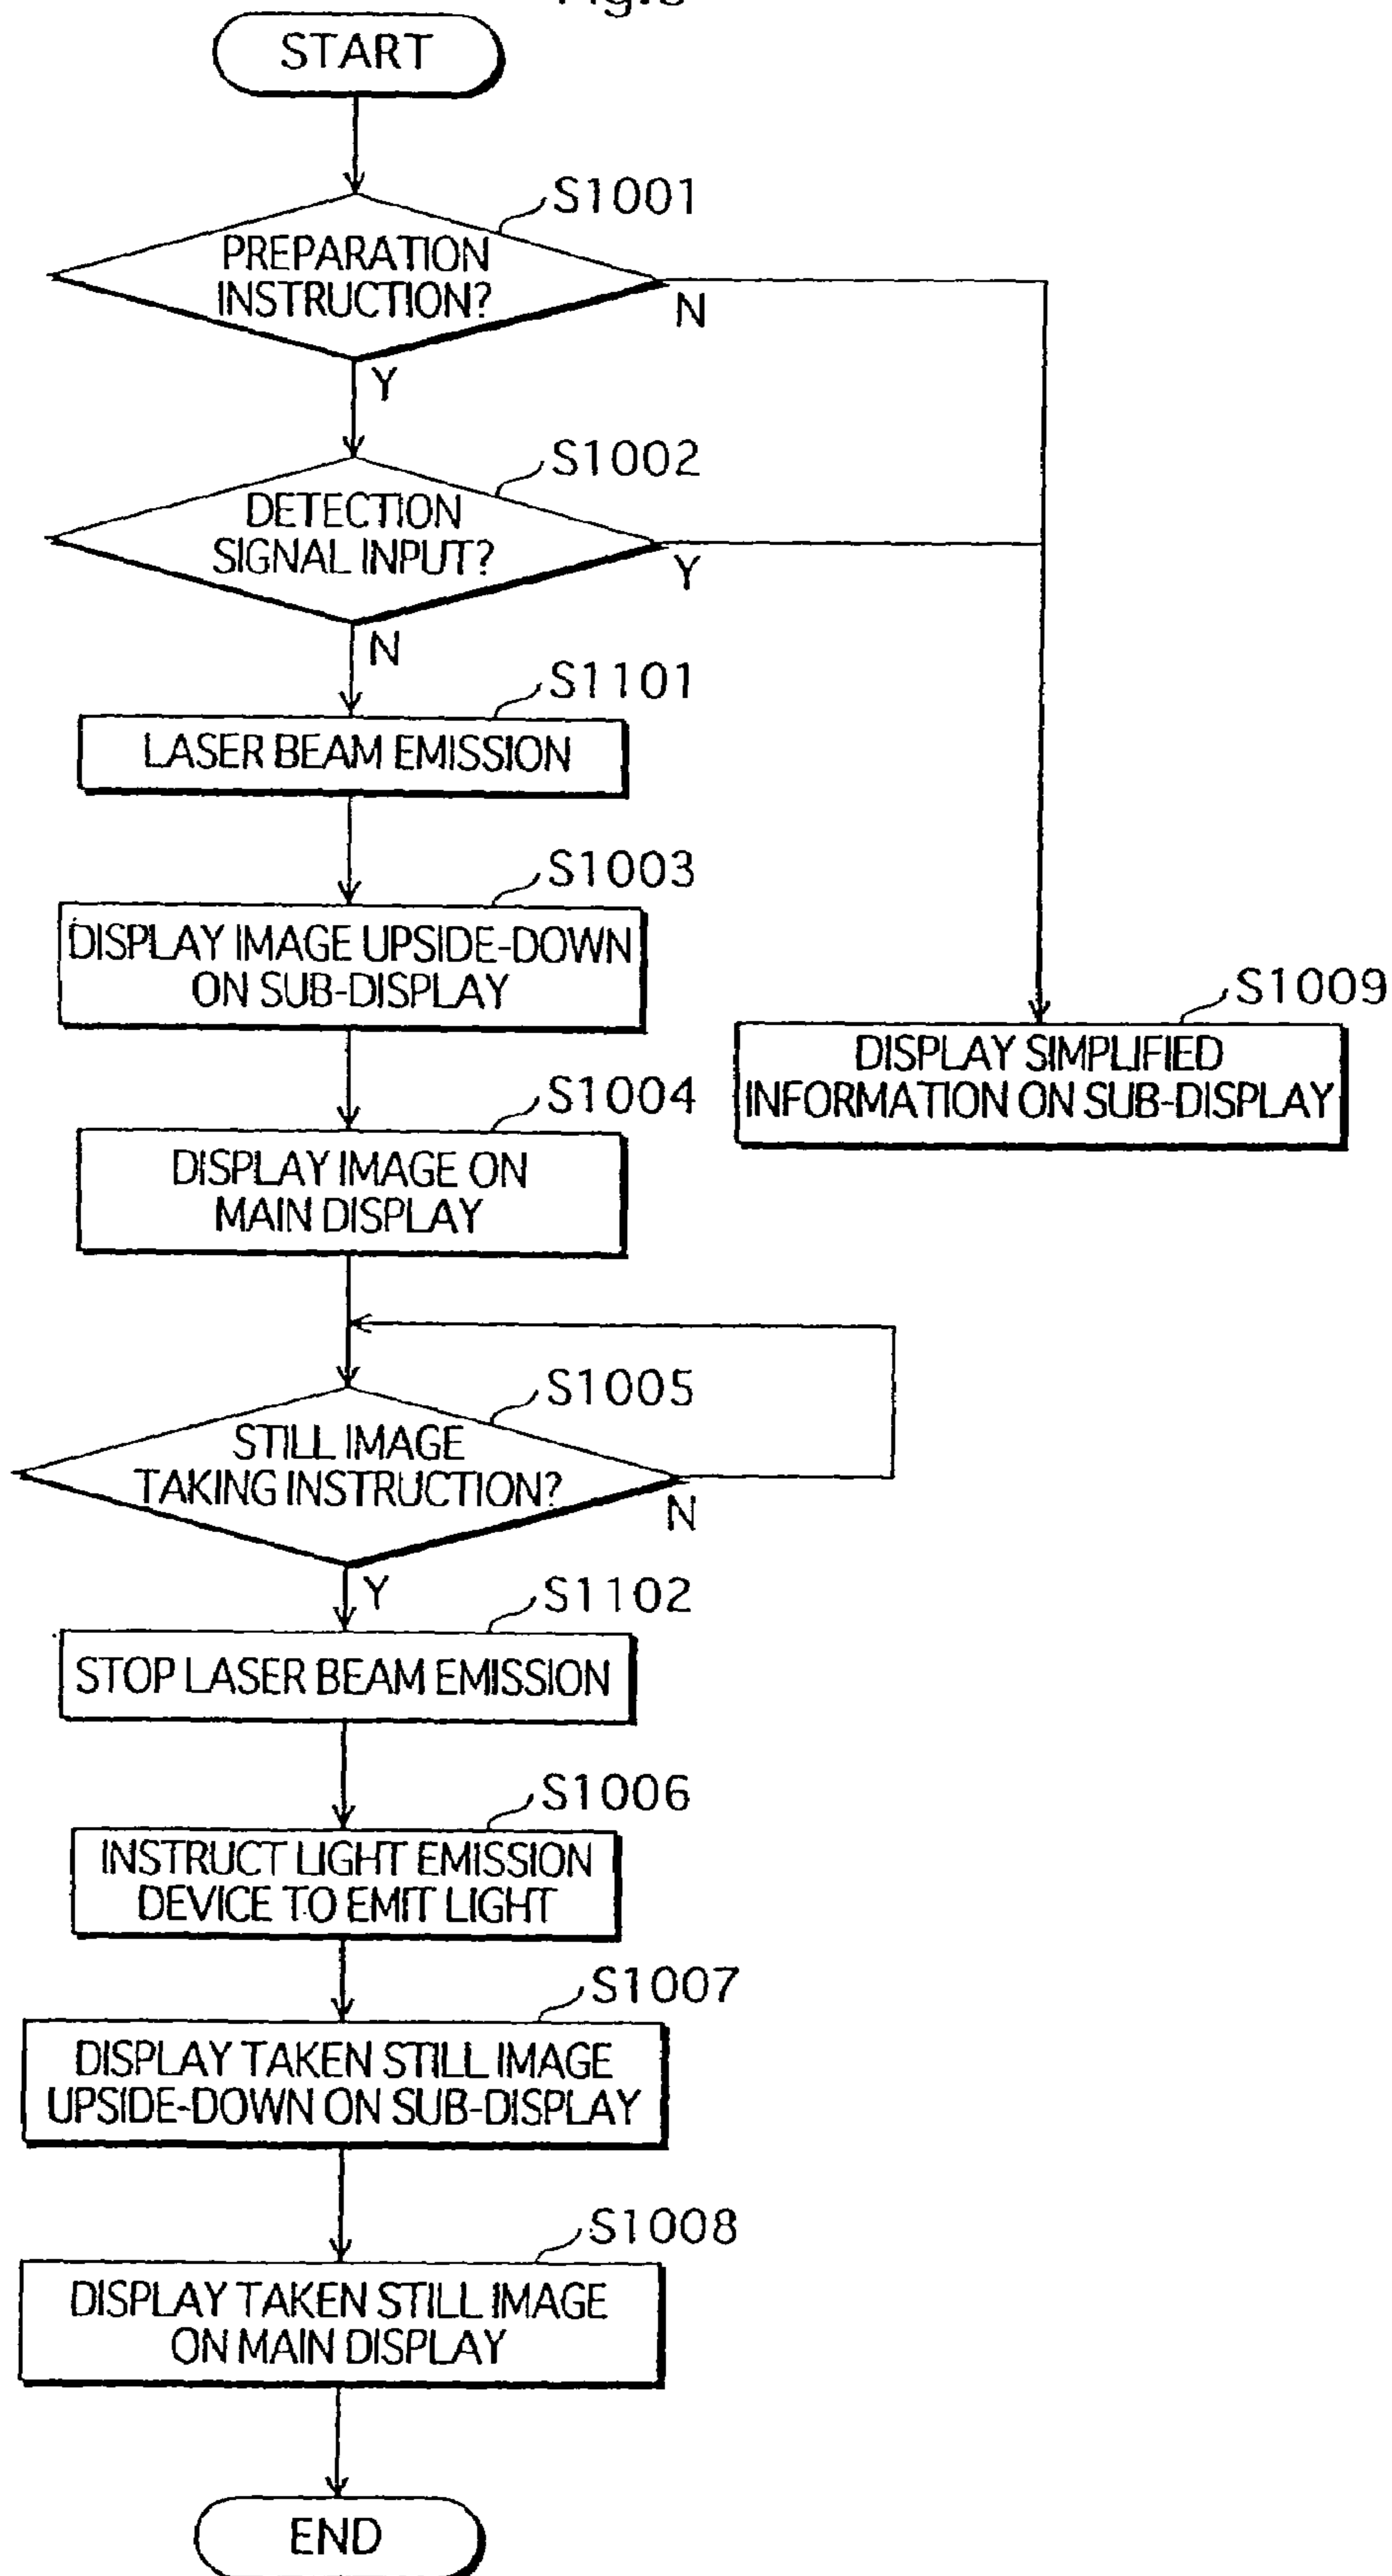 START
S1001
PREPARATION
INSTRUCTION?
N
Y
S1002
DETECTION
SIGNAL INPUT?
Y
N
S1101
LASER BEAM EMISSION
S1003
DISPLAY IMAGE UPSIDE-DOWN
ON SUB-DISPLAY
S1009
DISPLAY SIMPLIFIED
INFORMATION ON SUB-DISPLAY
S1004
DISPLAY IMAGE ON
MAIN DISPLAY
S1005
STILL IMAGE
TAKING INSTRUCTION?
N
Y
S1102
STOP LASER BEAM EMISSION
S1006
INSTRUCT LIGHT EMISSION
DEVICE TO EMIT LIGHT
S1007
DISPLAY TAKEN STILL IMAGE
UPSIDE-DOWN ON SUB-DISPLAY
S1008
DISPLAY TAKEN STILL IMAGE
ON MAIN DISPLAY
END